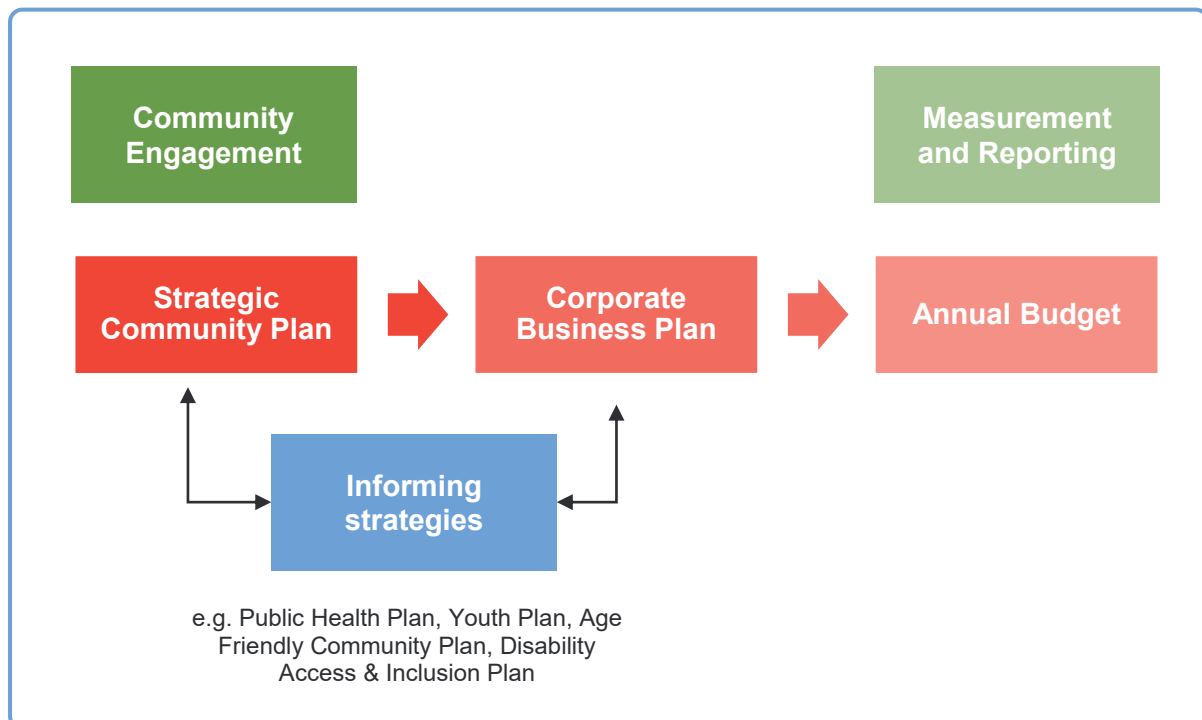 Community
Engagement
Measurement
and Reporting
Strategic
Community Plan
Corporate
Business Plan
Annual Budget
Informing
strategies
e.g. Public Health Plan, Youth Plan, Age
Friendly Community Plan, Disability
Access & Inclusion Plan